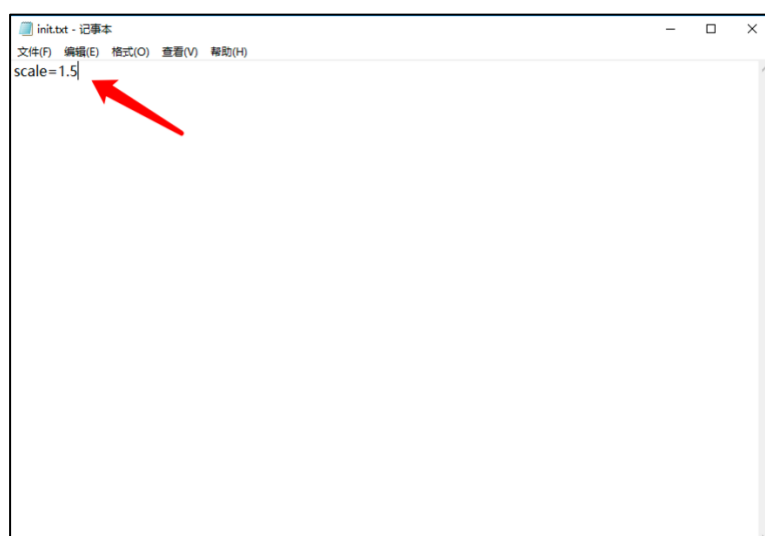 init.txt - 记事本
文件(F) 编辑(E) 格式(O) 查看(V) 帮助(H)
scale=1.5